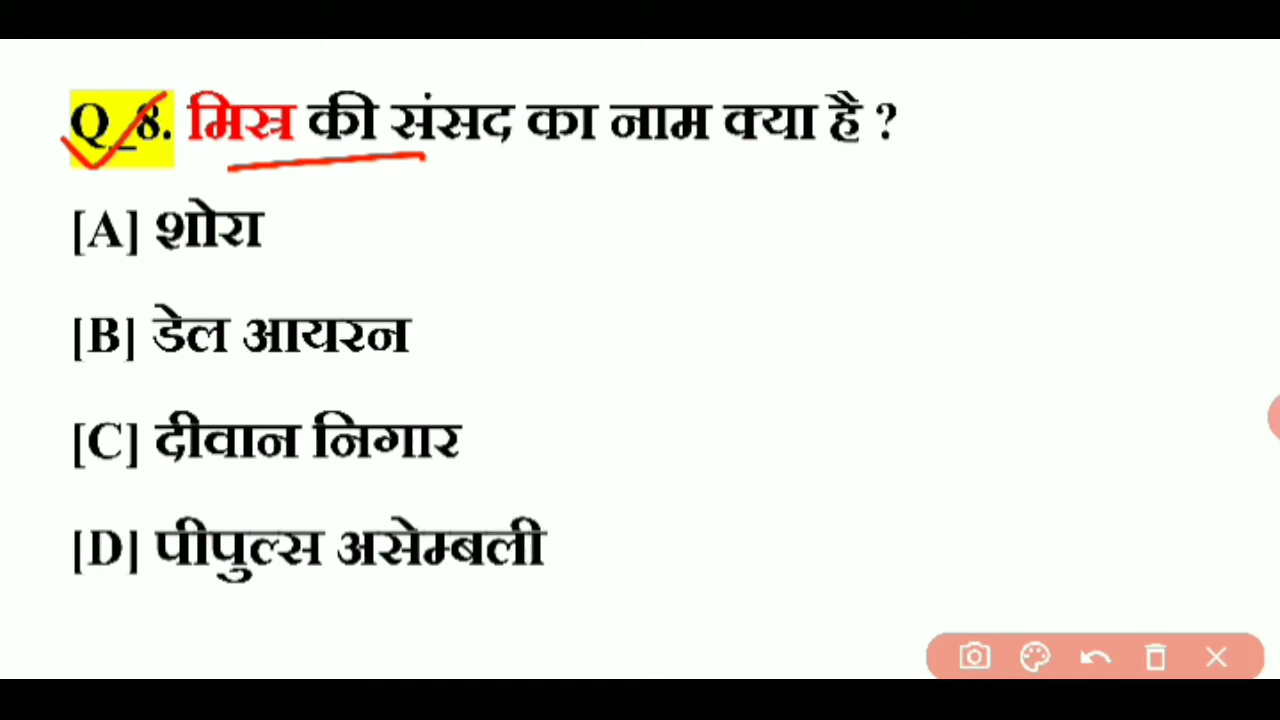 Q_8. मिस्र की संसद का नाम क्या है ?
[A] शोरा
[B] डेल आयरन
[C] दीवान निगार
[D] पीपुल्स असेम्बली